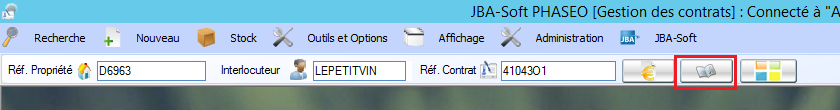 JBA-Soft PHASEO [Gestion des contrats] : Connecté à "A
Recherche Nouveau Stock Outils et Options Affichage Administration JBA JBA-Soft
Réf. Propriété D6963 Interlocuteur LEPETITVIN Réf. Contrat 41043O1